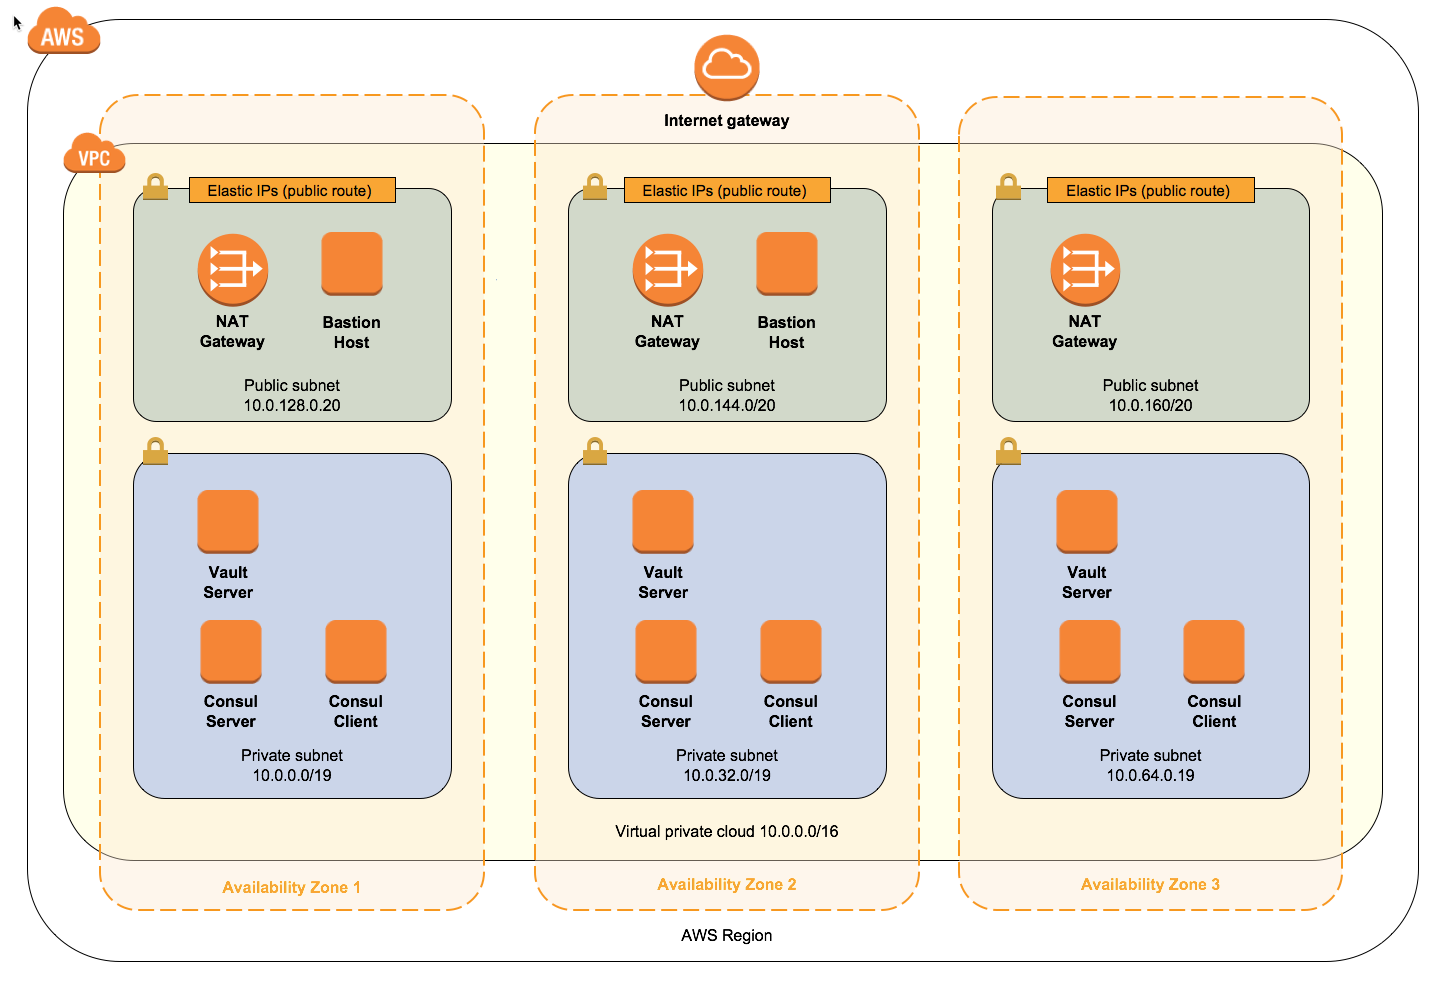 AWS
Internet gateway
VPC
Elastic IPs (public route)
Elastic IPs (public route)
Elastic IPs (public route)
NAT
Gateway
Bastion
Host
NAT
Gateway
Bastion
Host
NAT
Gateway
Public subnet
10.0.128.0.20
Public subnet
10.0.144.0/20
Public subnet
10.0.160/20
Vault
Server
Vault
Server
Vault
Server
Consul
Server
Consul
Client
Consul
Server
Consul
Client
Consul
Server
Consul
Client
Private subnet
10.0.0.0/19
Private subnet
10.0.32.0/19
Private subnet
10.0.64.0.19
Virtual private cloud 10.0.0.0/16
Availability Zone 1
Availability Zone 2
Availability Zone 3
AWS Region